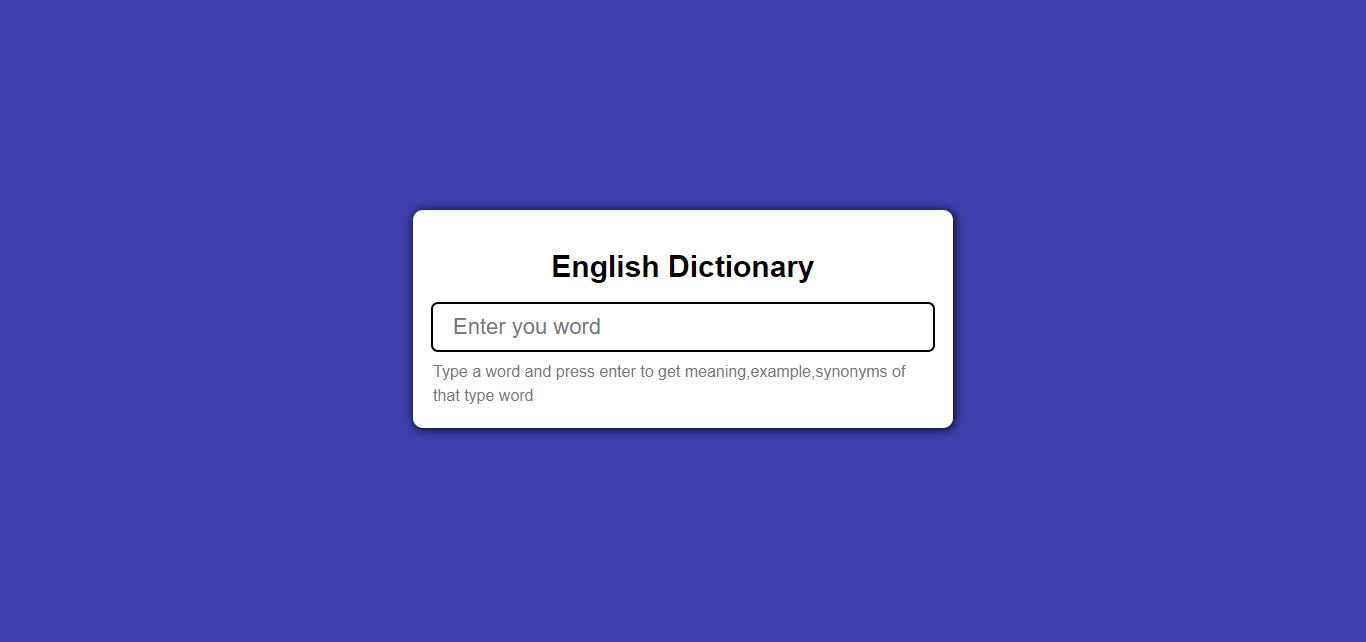 English Dictionary
Enter you word
Type a word and press enter to get meaning,example,synonyms of
that type word